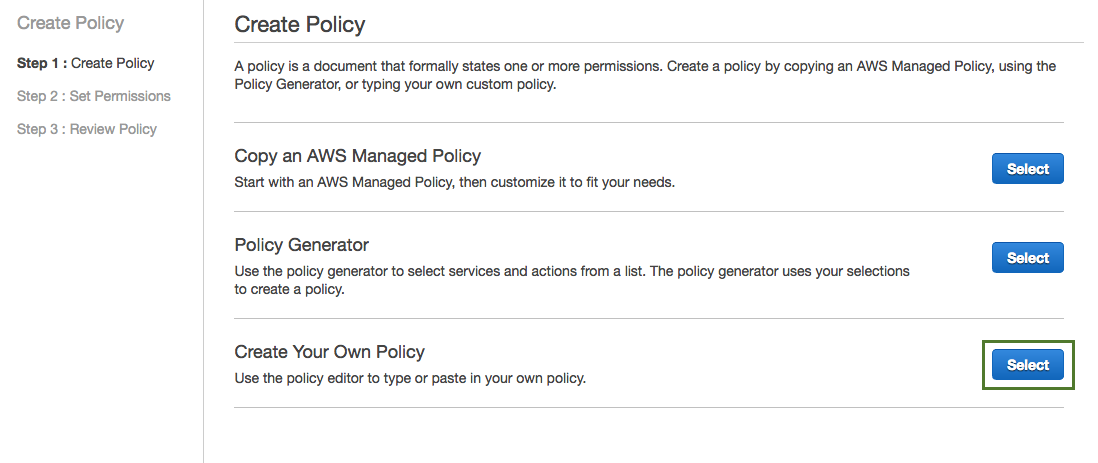 Create Policy
Step 1 : Create Policy
Step 2 : Set Permissions
Step 3 : Review Policy
Create Policy
A policy is a document that formally states one or more permissions. Create a policy by copying an AWS Managed Policy, using the
Policy Generator, or typing your own custom policy.
Copy an AWS Managed Policy
Start with an AWS Managed Policy, then customize it to fit your needs.
Select
Policy Generator
Use the policy generator to select services and actions from a list. The policy generator uses your selections
to create a policy.
Select
Create Your Own Policy
Use the policy editor to type or paste in your own policy.
Select